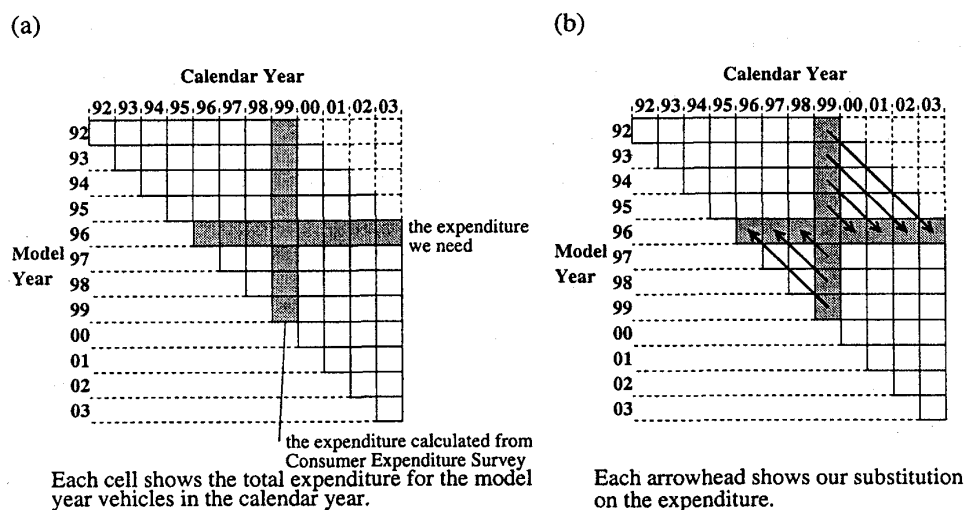 (a)
Calendar Year
92 93 94 95 96 97 98 99 00 01 02 03
92
93
94
95
96
Model
Year
97
98
99
00
01
02
03
the expenditure
we need
the expenditure calculated from
Consumer Expenditure Survey
Each cell shows the total expenditure for the model
year vehicles in the calendar year.
(b)
Calendar Year
92 93 94 95 96 97 98 99 00 01 02 03
92
93
94
95
96
Model
Year
97
98
99
00
01
02
03
Each arrowhead shows our substitution
on the expenditure.